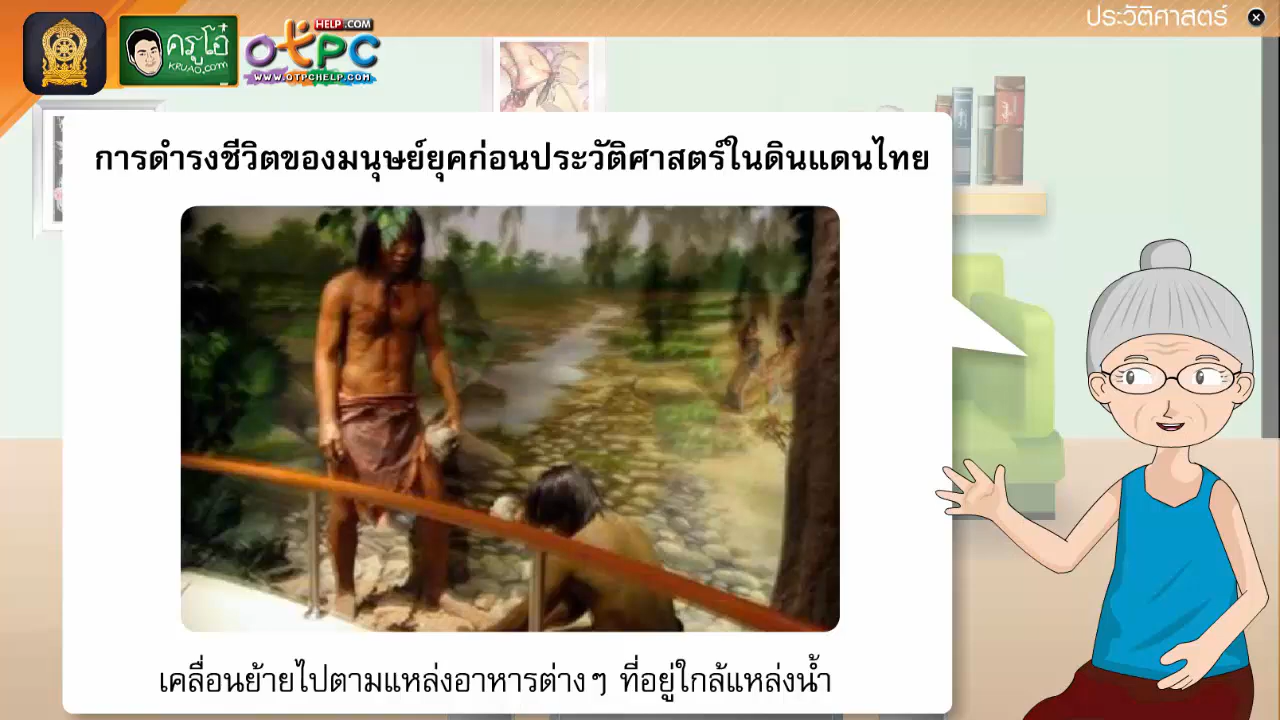 ประวัติศาสตร์
ครูโอ๋
KRUAO.com
HELP.COM
OTPC
WWW.OTPCHELP.COM
การดำรงชีวิตของมนุษย์ยุคก่อนประวัติศาสตร์ในดินแดนไทย
เคลื่อนย้ายไปตามแหล่งอาหารต่างๆ ที่อยู่ใกล้แหล่งน้ำ